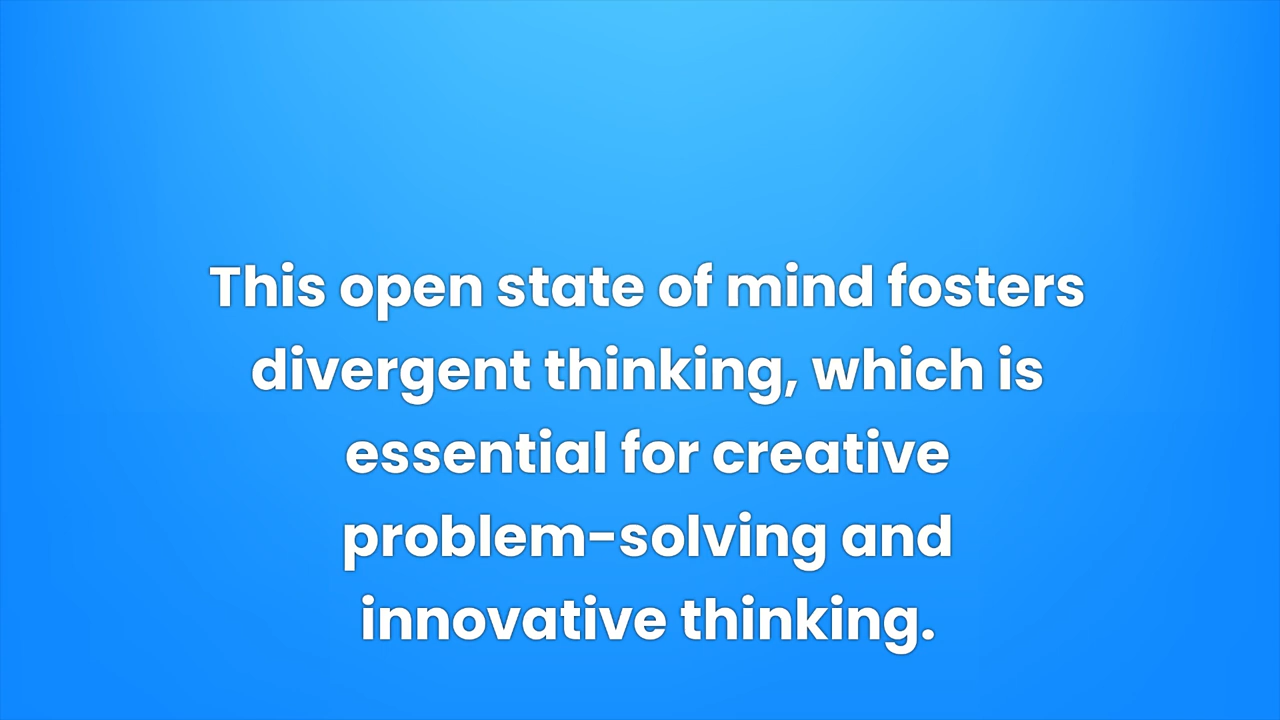 This open state of mind fosters
divergent thinking, which is
essential for creative
problem-solving and
innovative thinking.